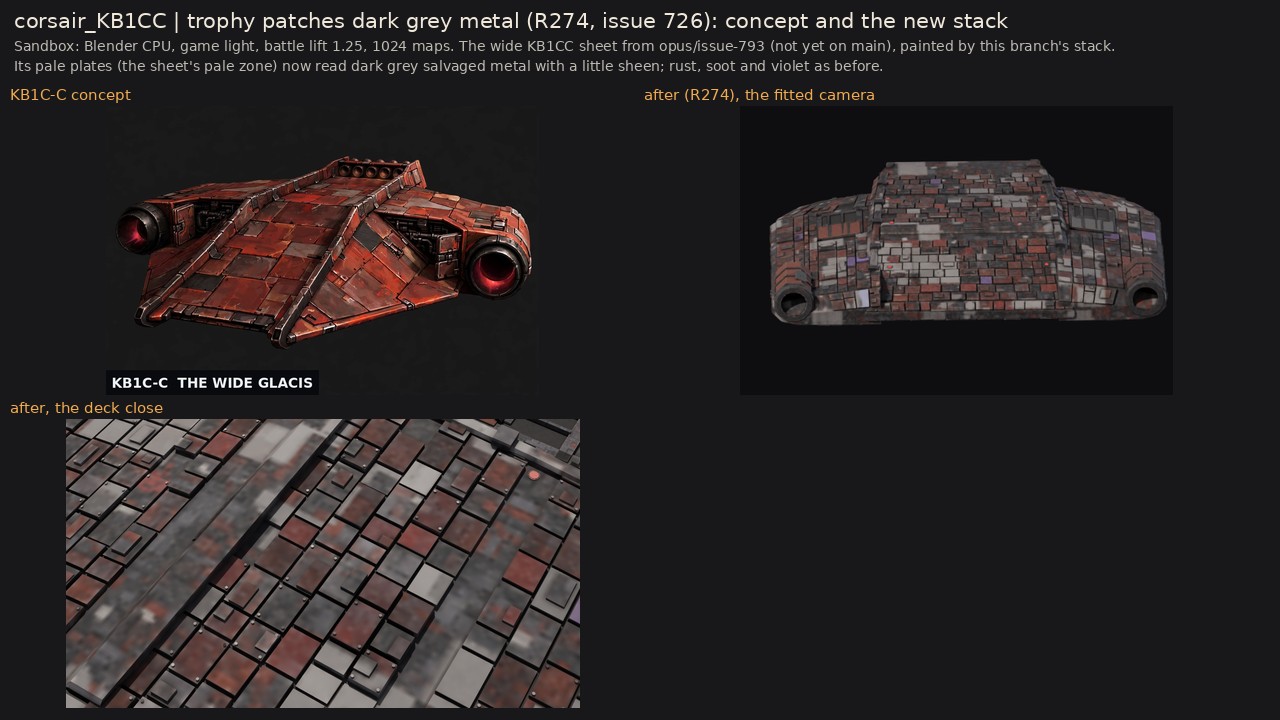 corsair_KB1CC | trophy patches dark grey metal (R274, issue 726): concept and the new stack
Sandbox: Blender CPU, game light, battle lift 1.25, 1024 maps. The wide KB1CC sheet from opus/issue-793 (not yet on main), painted by this branch's stack.
Its pale plates (the sheet's pale zone) now read dark grey salvaged metal with a little sheen; rust, soot and violet as before.
KB1C-C concept
after (R274), the fitted camera
KB1C-C THE WIDE GLACIS
after, the deck close